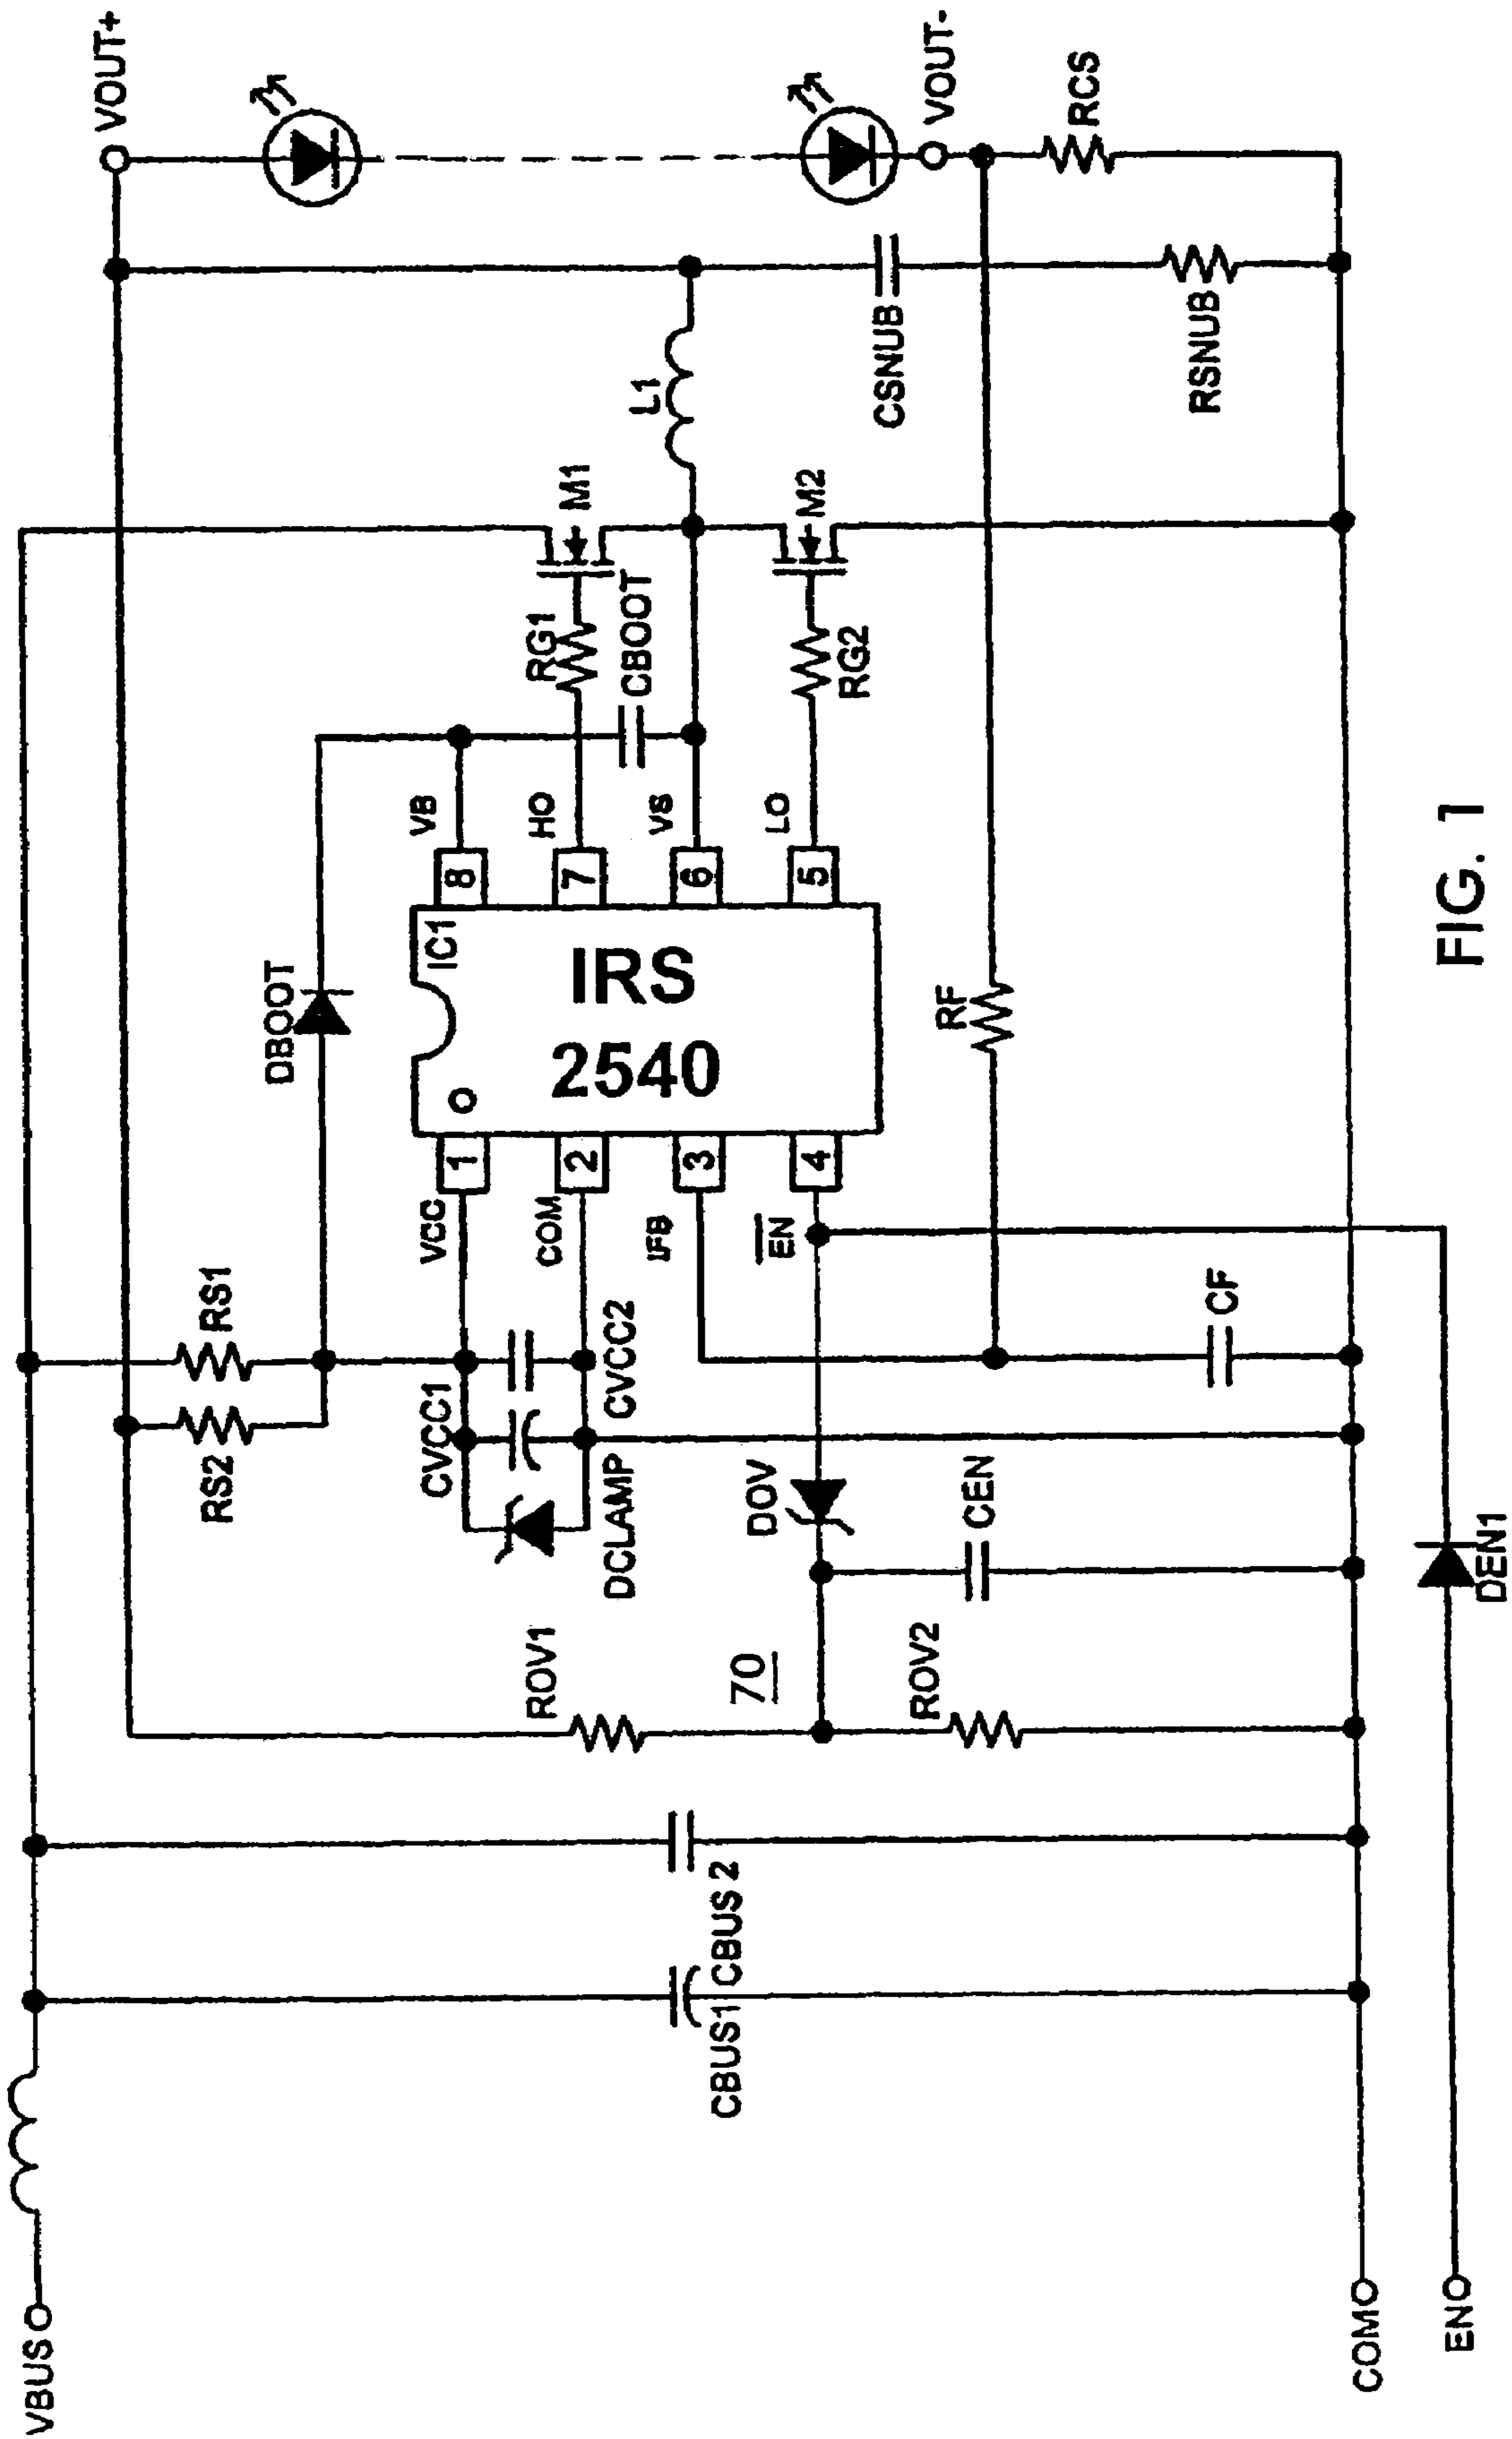 VBUS
COM
EN
CBUS1
CBUS 2
ROV1
70
ROV2
RS2
RS1
DCLAMP
CVCC1
CVCC2
DOV
CEN
DEN1
CF
VCC
COM
IFB
EN
1
2
3
4
IC1
IRS
2540
8
7
6
5
VB
HO
VS
LO
DBOOT
RF
CBOOT
RG1
RG2
M1
M2
L1
CSNUB
RSNUB
VOUT+
VOUT-
RCS
FIG. 1